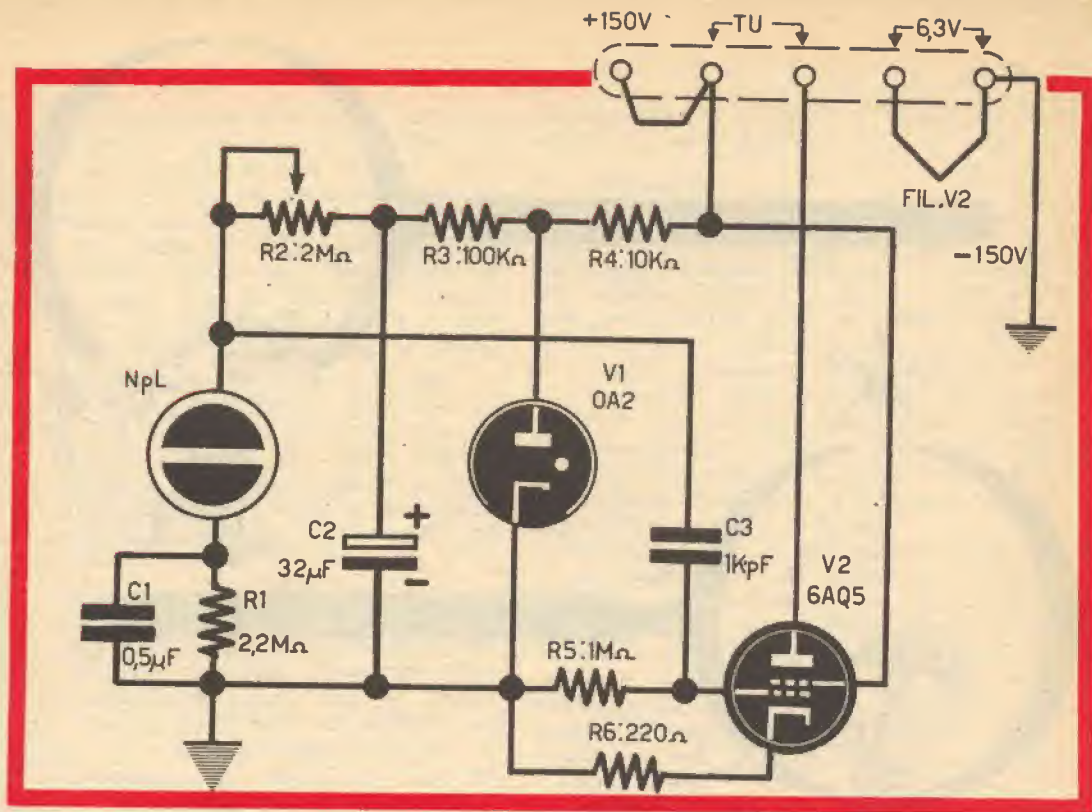 +150V TU 6,3V
FIL.V2
-150V
R2:2MΩ R3:100KΩ R4:10KΩ
NpL
V1
0A2
C2
32µF
+
-
C3
1KpF
V2
6AQ5
C1
0,5µF
R1
2,2MΩ
R5:1MΩ
R6:220Ω